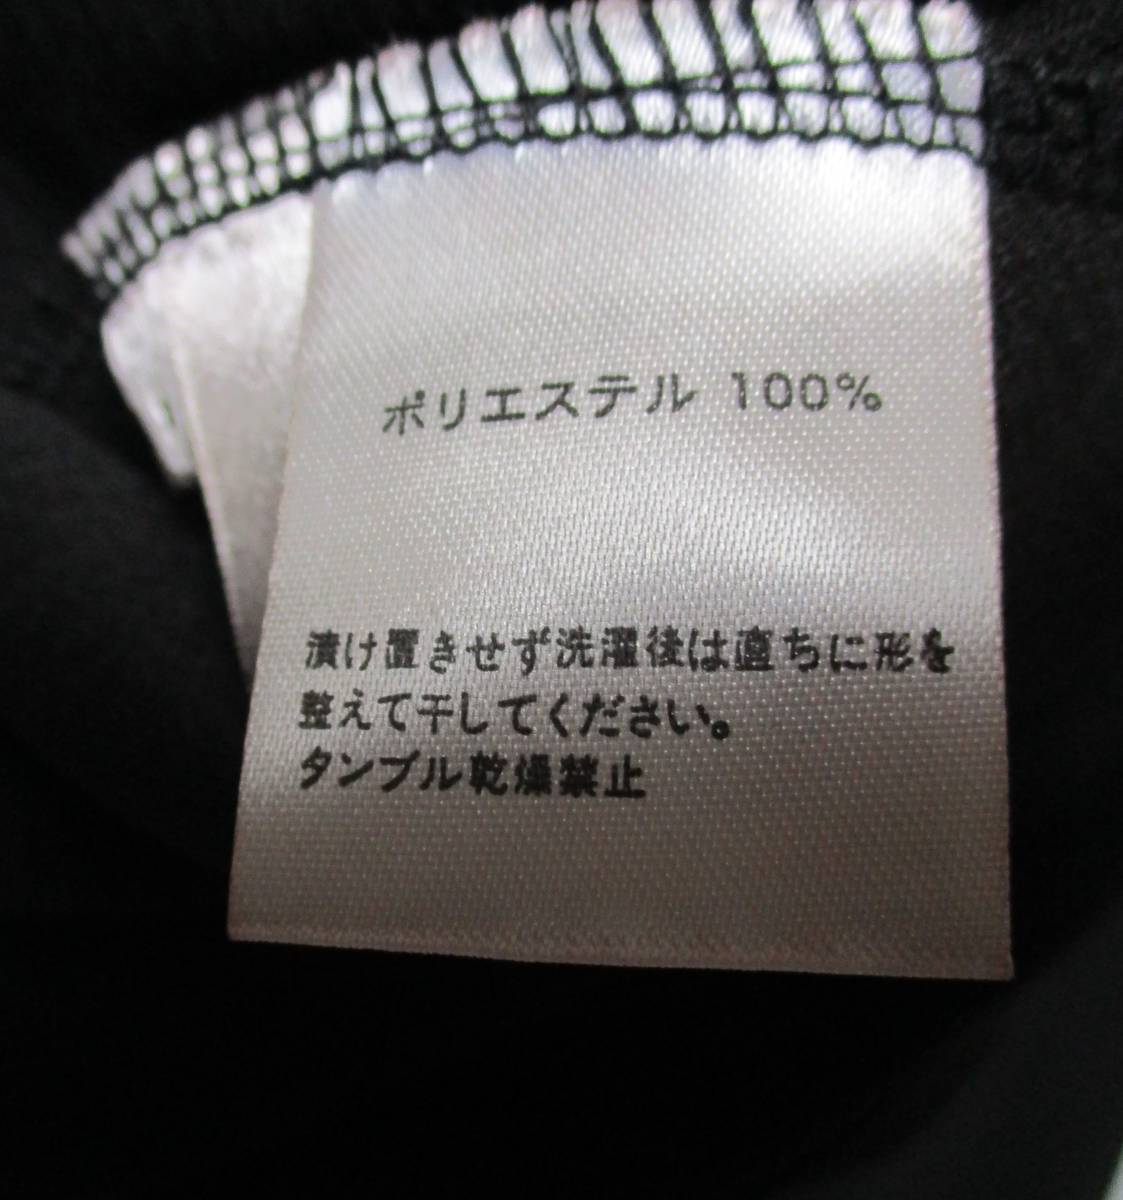 ポリエステル 100%
漬け置きせず洗濯後は直ちに形を
整えて干してください。
タンブル乾燥禁止